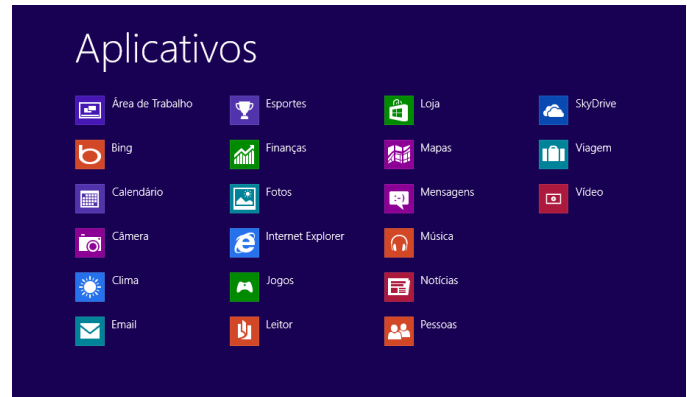 Aplicativos
Área de Trabalho
Bing
Calendário
Câmera
Clima
Email
Esportes
Finanças
Fotos
Internet Explorer
Jogos
Leitor
Loja
Mapas
Mensagens
Música
Notícias
Pessoas
SkyDrive
Viagem
Vídeo